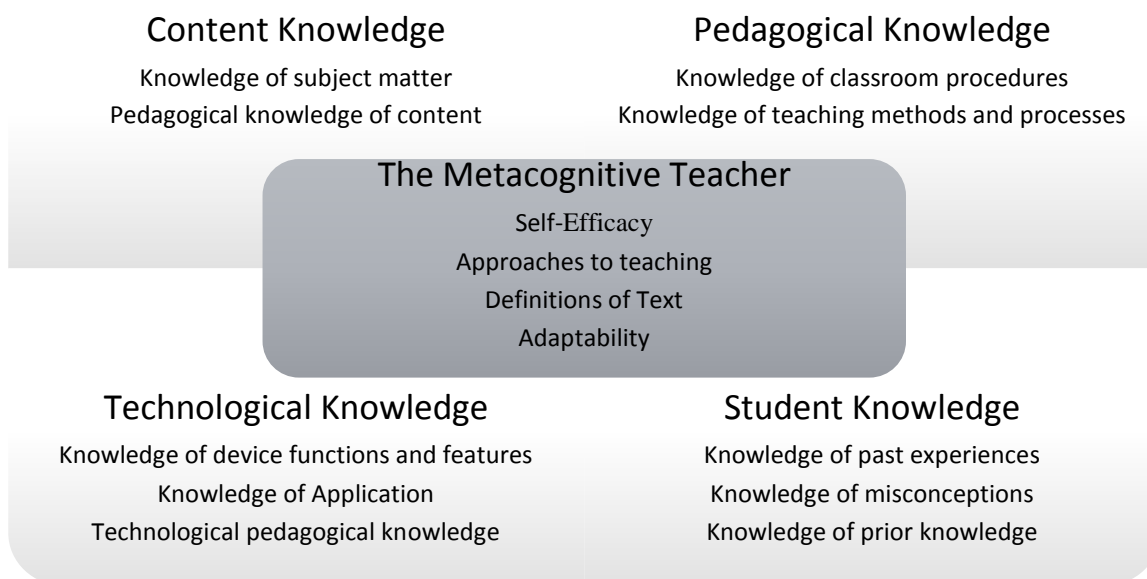 Content Knowledge
Knowledge of subject matter
Pedagogical knowledge of content
Pedagogical Knowledge
Knowledge of classroom procedures
Knowledge of teaching methods and processes
The Metacognitive Teacher
Self-Efficacy
Approaches to teaching
Definitions of Text
Adaptability
Technological Knowledge
Knowledge of device functions and features
Knowledge of Application
Technological pedagogical knowledge
Student Knowledge
Knowledge of past experiences
Knowledge of misconceptions
Knowledge of prior knowledge